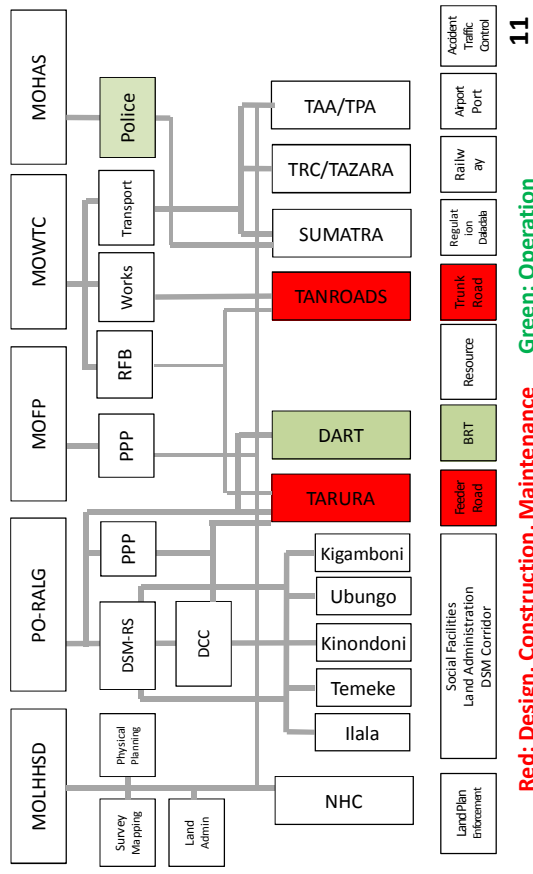 MOLHHSD
PO-RALG
MOFP
MOWTC
MOHAS
Survey
Mapping
Physical
Planning
DSM-RS
PPP
PPP
RFB
Works
Transport
Police
Land
Admin
DCC
NHC
Ilala
Temeke
Kinondoni
Ubungo
Kigamboni
TARURA
DART
TANROADS
SUMATRA
TRC/TAZARA
TAA/TPA
Land Plan
Enforcement
Social Facilities
Land Administration
DSM Corridor
Feeder
Road
BRT
Resource
Trunk
Road
Regulat
ion
Daladala
Railw
ay
Airport
Port
Accident
Traffic
Control
Red: Design, Construction, Maintenance Green: Operation
11